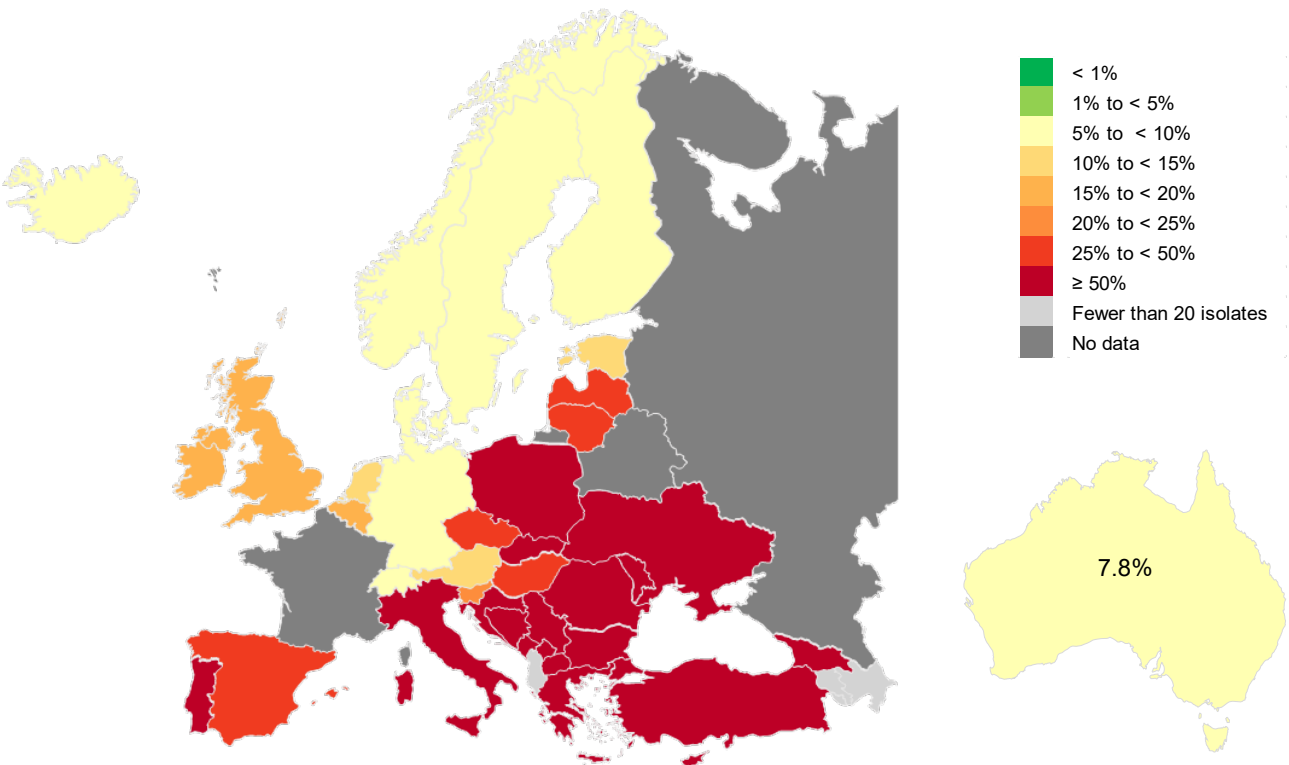 < 1%
1% to < 5%
5% to < 10%
10% to < 15%
15% to < 20%
20% to < 25%
25% to < 50%
≥ 50%
Fewer than 20 isolates
No data
7.8%